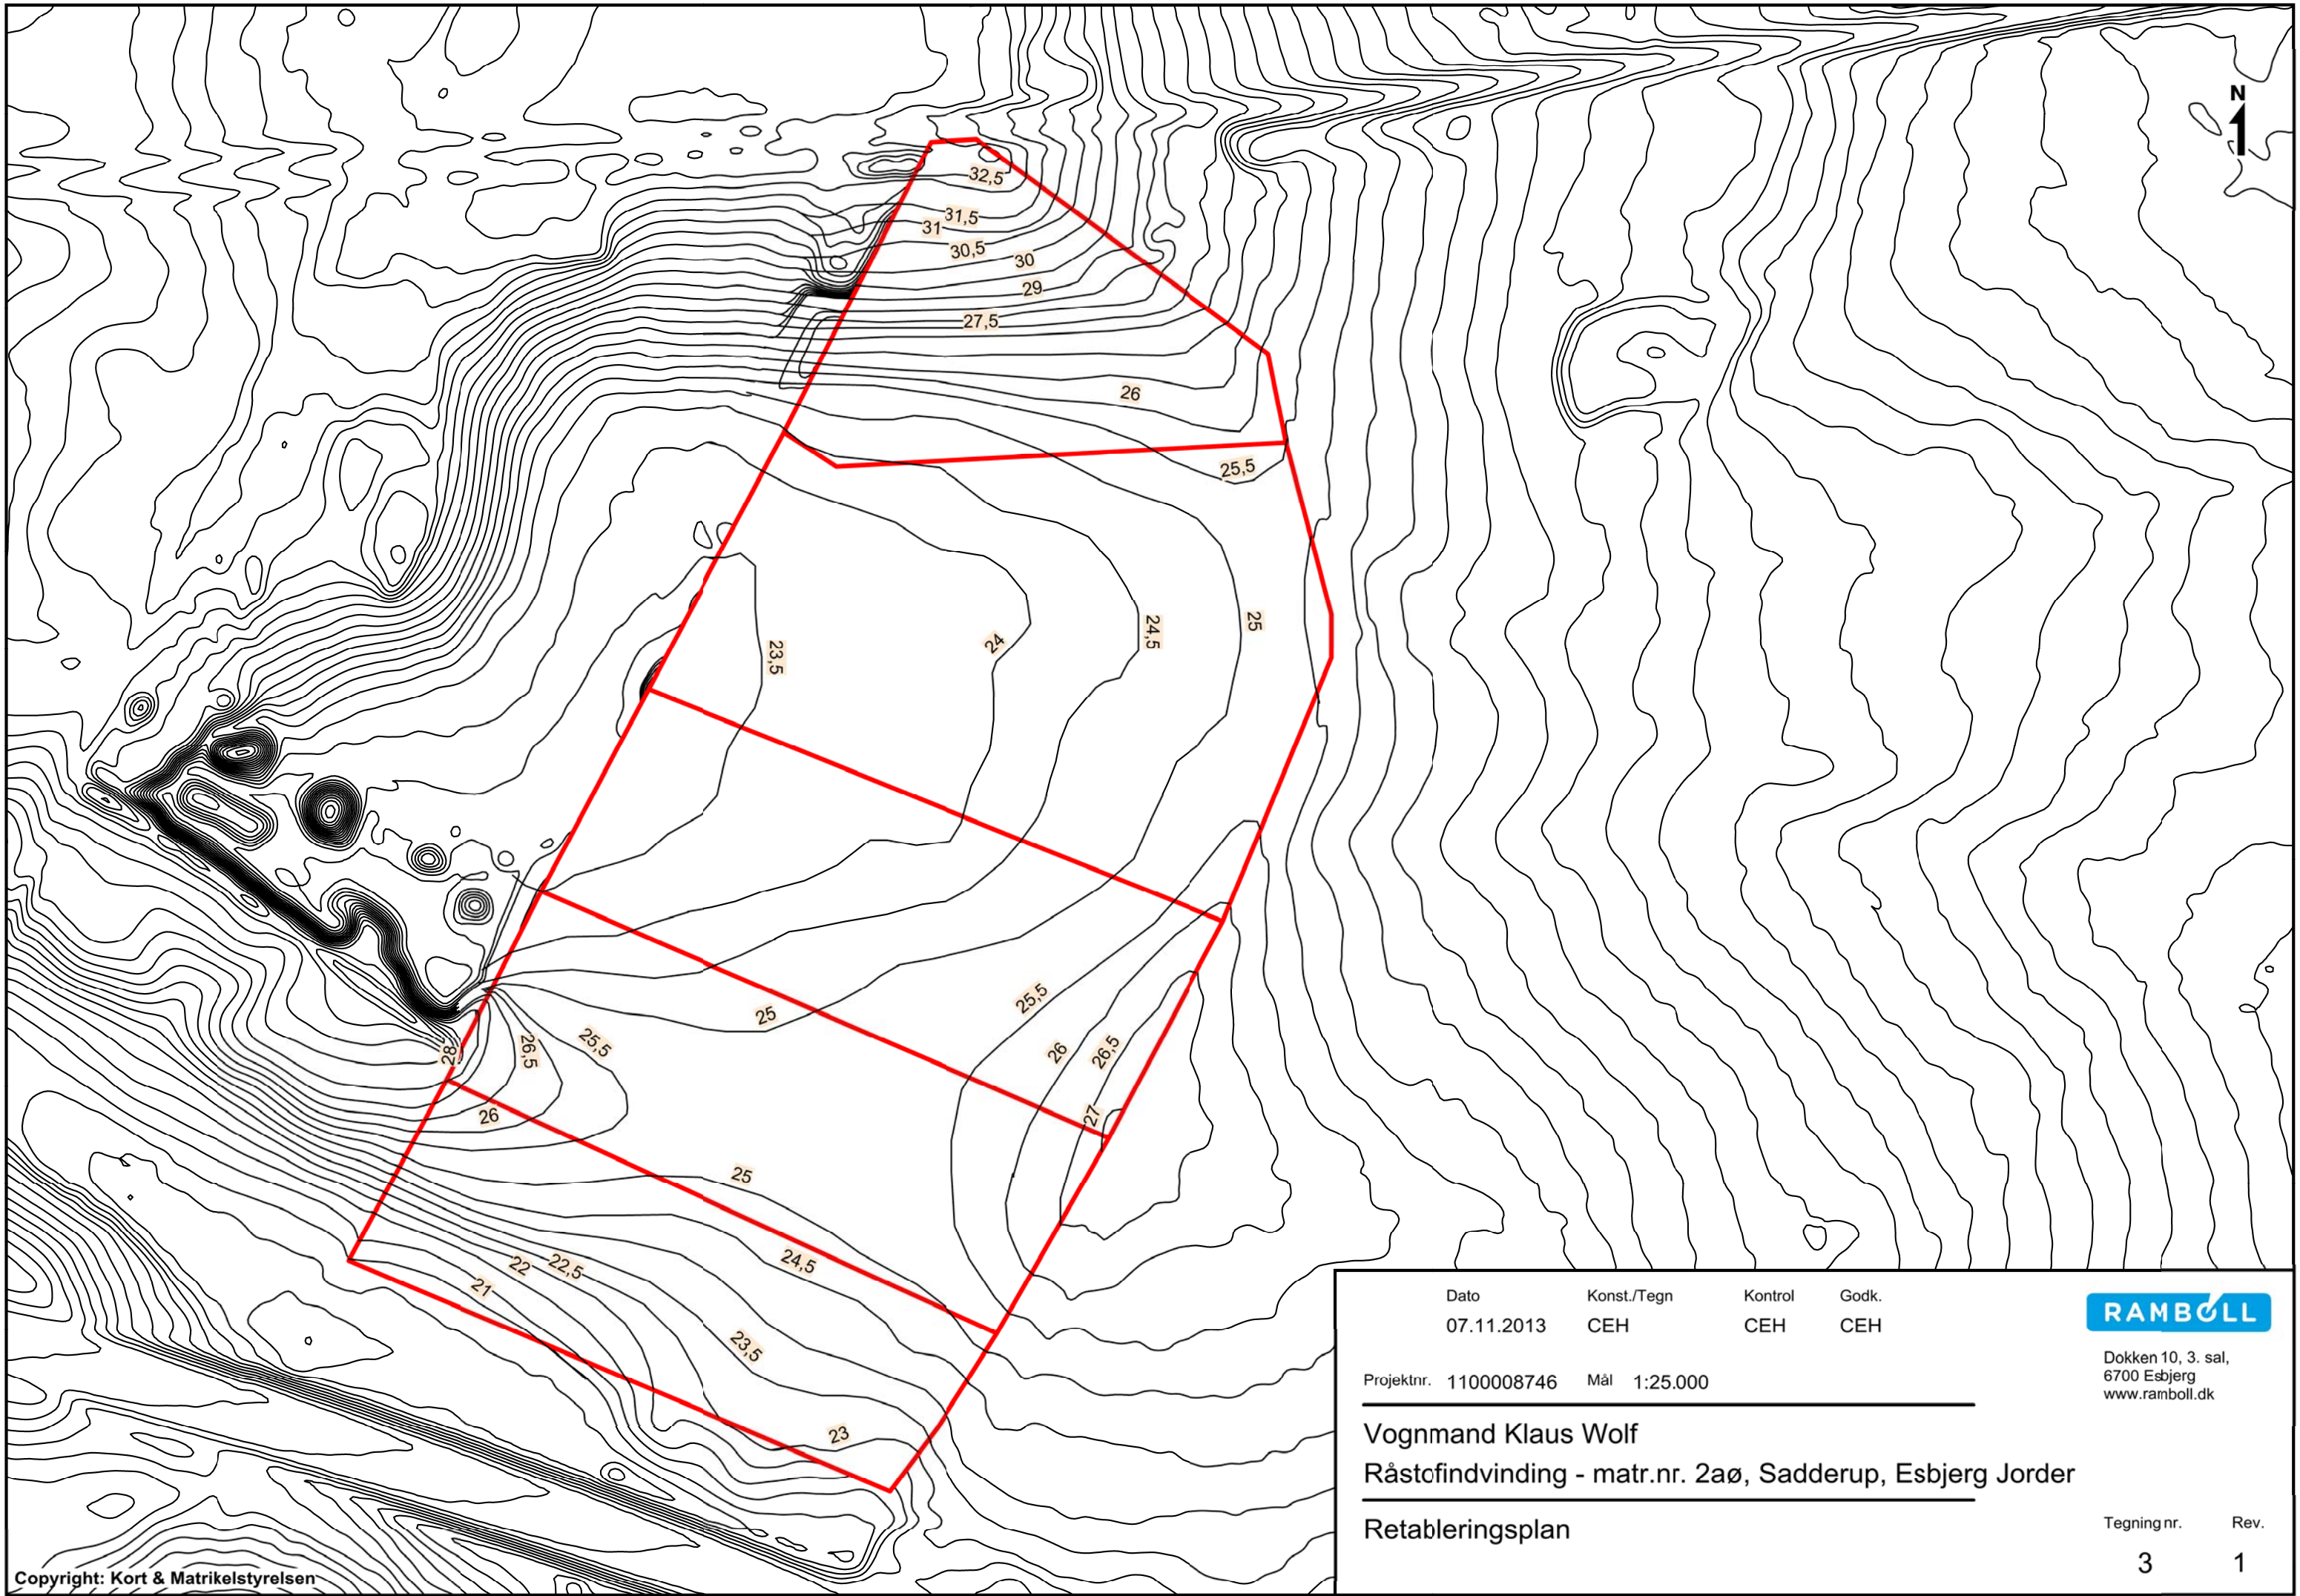 N
32,5
31,5
31
30,5
30
29
27,5
26
25,5
25
24,5
24
23,5
25,5
26
26,5
27
25
25,5
26,5
28
26
25
24,5
22,5
22
21
23,5
23
Dato Konst./Tegn Kontrol Godk.
07.11.2013 CEH CEH CEH
Projektnr. 1100008746 Mål 1:25.000
RAMBOLL
Dokken 10, 3. sal,
6700 Esbjerg
www.ramboll.dk
Vognmand Klaus Wolf
Råstofindvinding - matr.nr. 2aø, Sadderup, Esbjerg Jorder
Retableringsplan
Tegning nr. Rev.
3 1
Copyright: Kort & Matrikelstyrelsen